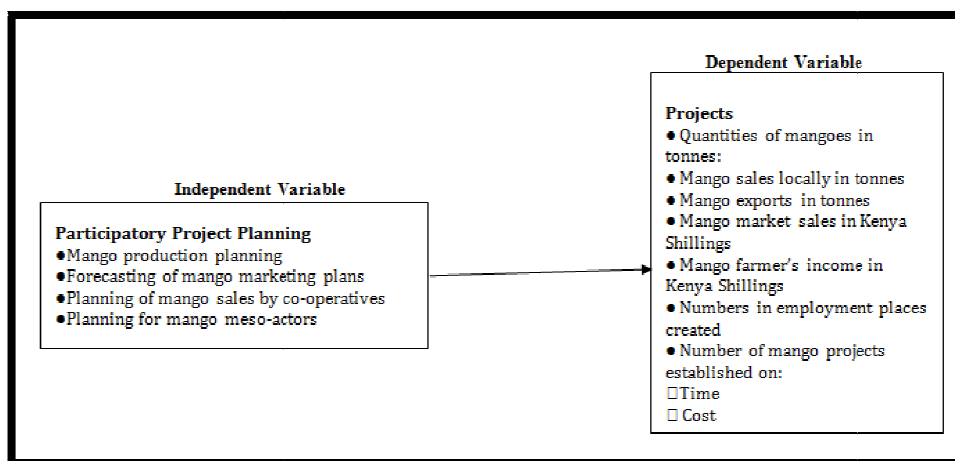 Independent Variable
Participatory Project Planning
●Mango production planning
●Forecasting of mango marketing plans
●Planning of mango sales by co-operatives
●Planning for mango meso-actors
Dependent Variable
Projects
● Quantities of mangoes in
tonnes:
● Mango sales locally in tonnes
● Mango exports in tonnes
● Mango market sales in Kenya
Shillings
● Mango farmer's income in
Kenya Shillings
● Numbers in employment places
created
● Number of mango projects
established on:
□Time
□ Cost